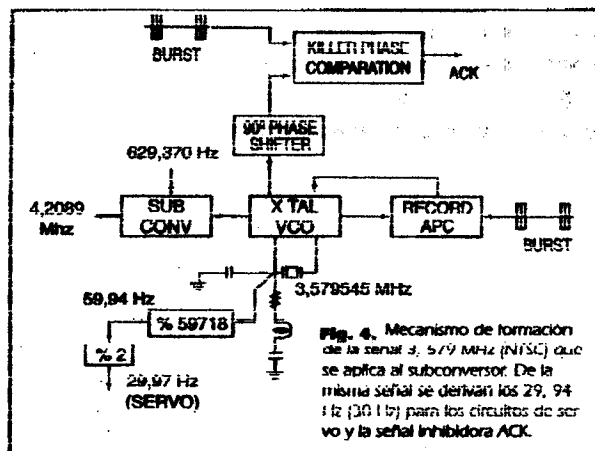 BURST
KILLER PHASE
COMPARATION
ACK
90º PHASE
SHIFTER
629,370 Hz
4,2089
Mhz
SUB
CONV
X TAL
VCO
RECORD
APC
BURST
3,579545 MHz
59,94 Hz
% 59718
% 2
29,97 Hz
(SERVO)
Fig. 4. Mecanismo de formación
de la señal 3, 579 MHz (NTSC) que
se aplica al subconversor. De la
misma señal se derivan los 29, 94
Hz (30 Hz) para los circuitos de ser
vo y la señal inhibidora ACK.